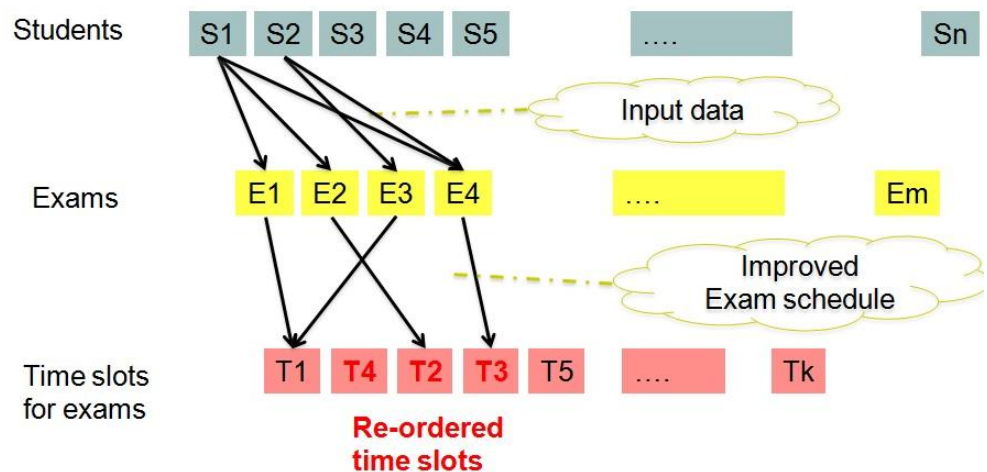 Students S1 S2 S3 S4 S5 .... Sn
Input data
Exams E1 E2 E3 E4 .... Em
Improved
Exam schedule
Time slots
for exams
T1 T4 T2 T3 T5 .... Tk
Re-ordered
time slots